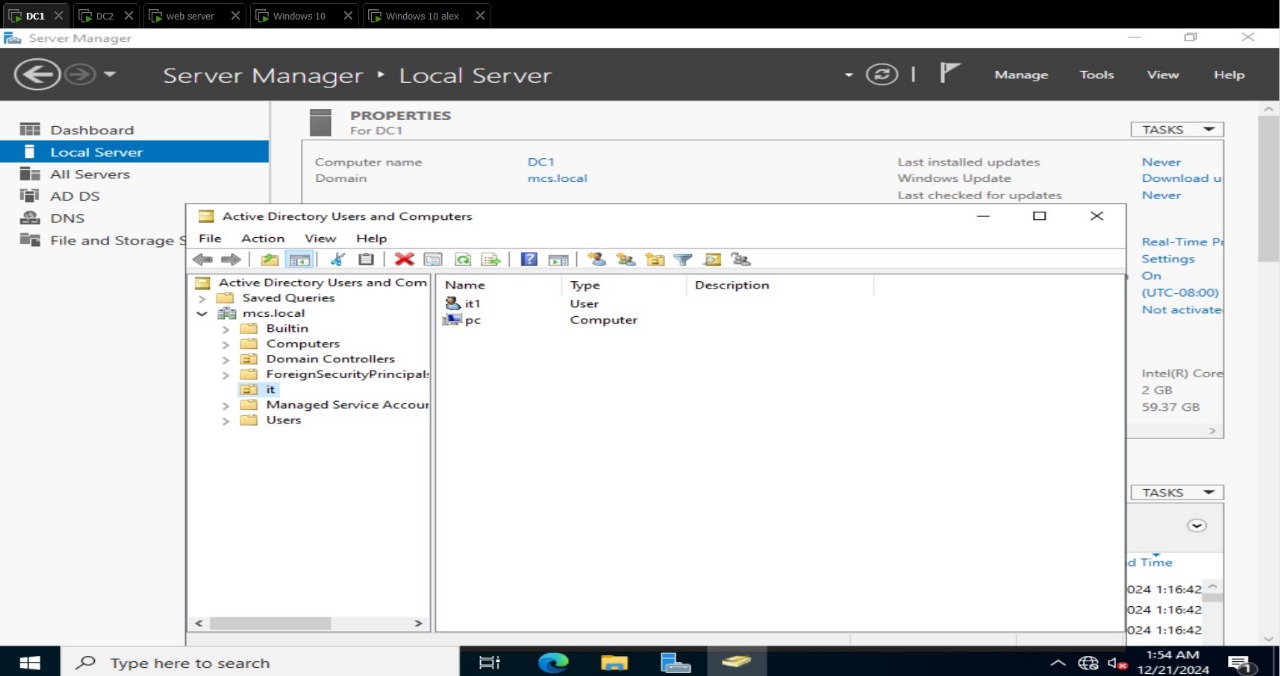 DC1 DC2 web server Windows 10 Windows 10 alex
Server Manager
Server Manager ‣ Local Server
Manage Tools View Help
Dashboard
Local Server
All Servers
AD DS
DNS
File and Storage S
PROPERTIES
For DC1
TASKS
Computer name DC1
Domain mcs.local
Last installed updates Never
Windows Update Download u
Last checked for updates Never
Real-Time Pr
Settings
On
(UTC-08:00)
Not activate
Intel(R) Core
2 GB
59.37 GB
Active Directory Users and Computers
File Action View Help
Active Directory Users and Com
Saved Queries
mcs.local
Builtin
Computers
Domain Controllers
ForeignSecurityPrincipals
it
Managed Service Accour
Users
Name Type Description
it1 User
pc Computer
TASKS
d Time
024 1:16:42
024 1:16:42
024 1:16:42
Type here to search
1:54 AM
12/21/2024
1